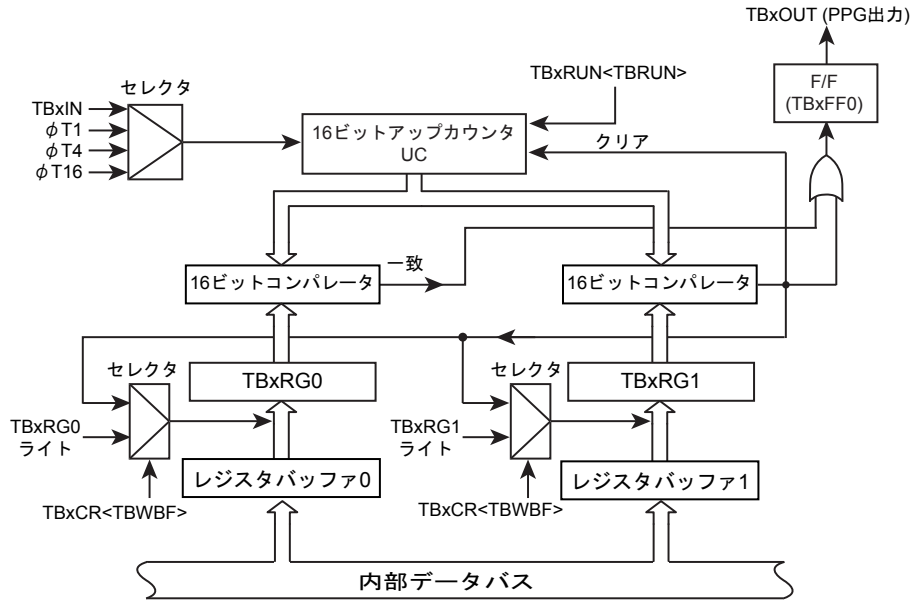 TBxOUT (PPG出力)
F/F
(TBxFF0)
TBxRUN<TBRUN>
セレクタ
TBxIN
φT1
φT4
φT16
16ビットアップカウンタ
UC
クリア
16ビットコンパレータ
一致
16ビットコンパレータ
セレクタ
TBxRG0
セレクタ
TBxRG1
TBxRG0
ライト
TBxRG1
ライト
レジスタバッファ0
レジスタバッファ1
TBxCR<TBWBF>
TBxCR<TBWBF>
内部データバス